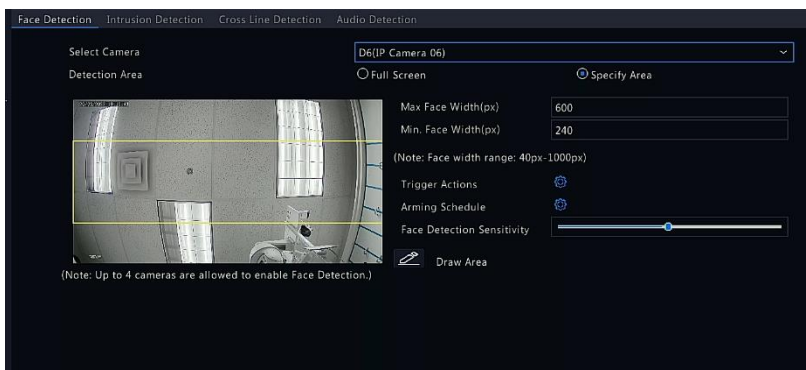 Face Detection Intrusion Detection Cross Line Detection Audio Detection
Select Camera D6(IP Camera 06)
Detection Area Full Screen Specify Area
Max Face Width(px) 600
Min. Face Width(px) 240
(Note: Face width range: 40px-1000px)
Trigger Actions
Arming Schedule
Face Detection Sensitivity
Draw Area
(Note: Up to 4 cameras are allowed to enable Face Detection.)